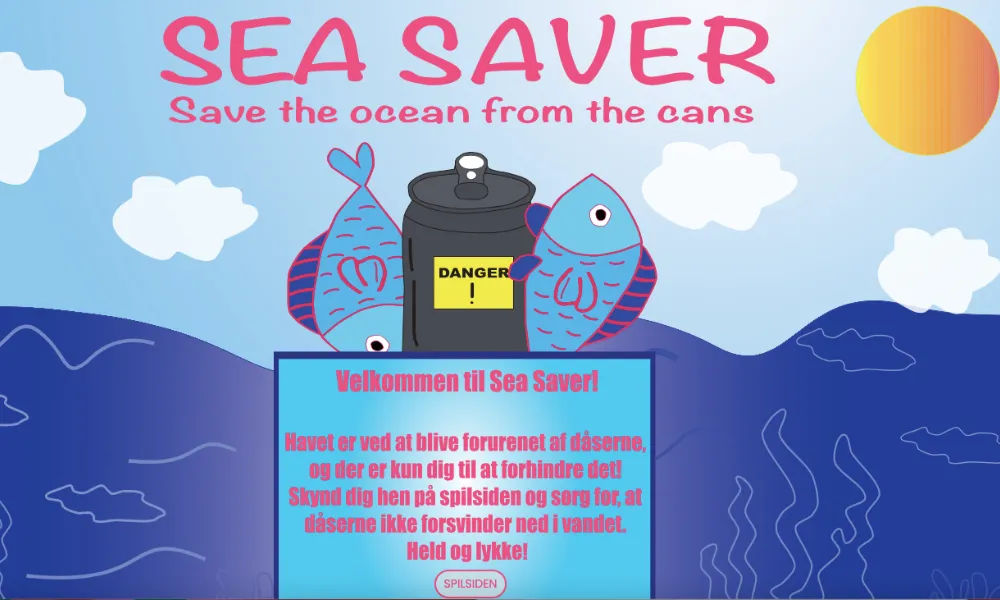 SEA SAVER
Save the ocean from the cans
DANGER
!
Velkommen til Sea Saver!
Havet er ved at blive forurenet af dåserne,
og der er kun dig til at forhindre det!
Skynd dig hen på spilsiden og sørg for, at
dåserne ikke forsvinder ned i vandet.
Held og lykke!
SPILSIDEN